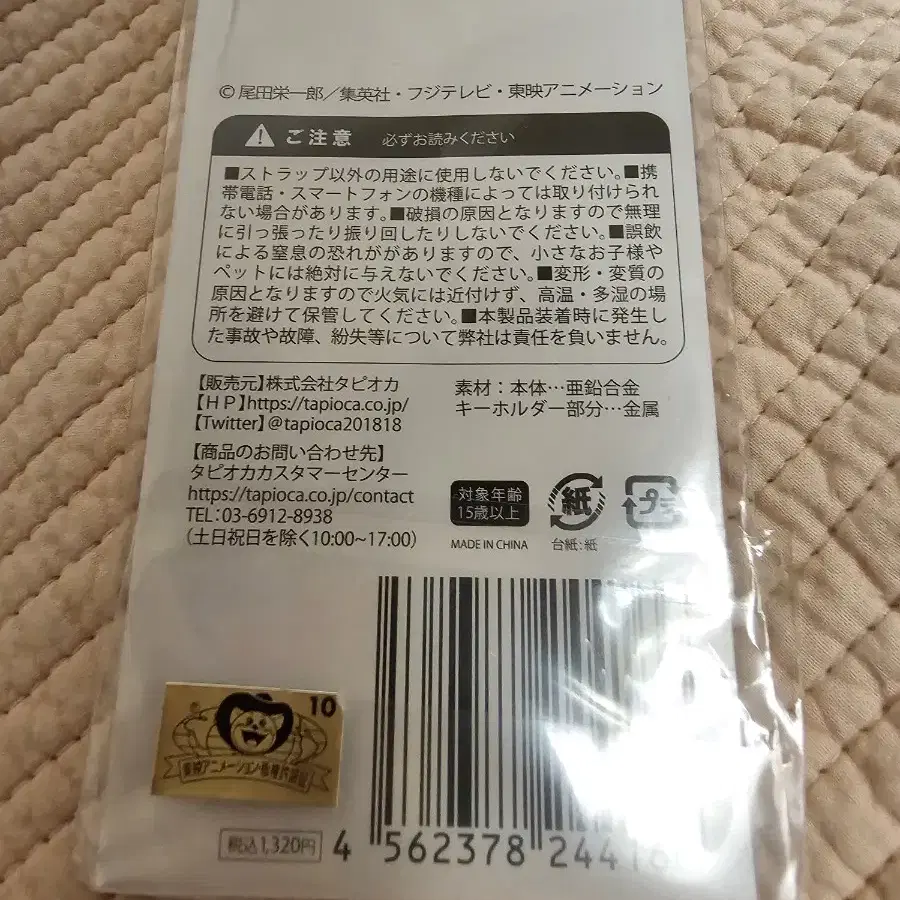 © 尾田栄一郎／集英社・フジテレビ・東映アニメーション
ご注意 必ずお読みください
■ストラップ以外の用途に使用しないでください。■携
帯電話・スマートフォンの機種によっては取り付けられ
ない場合があります。■破損の原因となりますので無理
に引っ張ったり振り回したりしないでください。■誤飲
による窒息の恐れががありますので、小さなお子様や
ペットには絶対に与えないでください。■変形・変質の
原因となりますので火気には近付けず、高温・多湿の場
所を避けて保管してください。■本製品装着時に発生し
た事故や故障、紛失等について弊社は責任を負いません。
【販売元】株式会社タピオカ
【ＨＰ】https://tapioca.co.jp/
【Twitter】@tapioca201818
素材：本体…亜鉛合金
キーホルダー部分…金属
【商品のお問い合わせ先】
タピオカカスタマーセンター
https://tapioca.co.jp/contact
TEL：03-6912-8938
（土日祝日を除く10:00~17:00）
対象年齢
15歳以上
紙
プラ
MADE IN CHINA
台紙：紙
10
東映アニメーション版権許諾証
税込1,320円
4 562378 24416